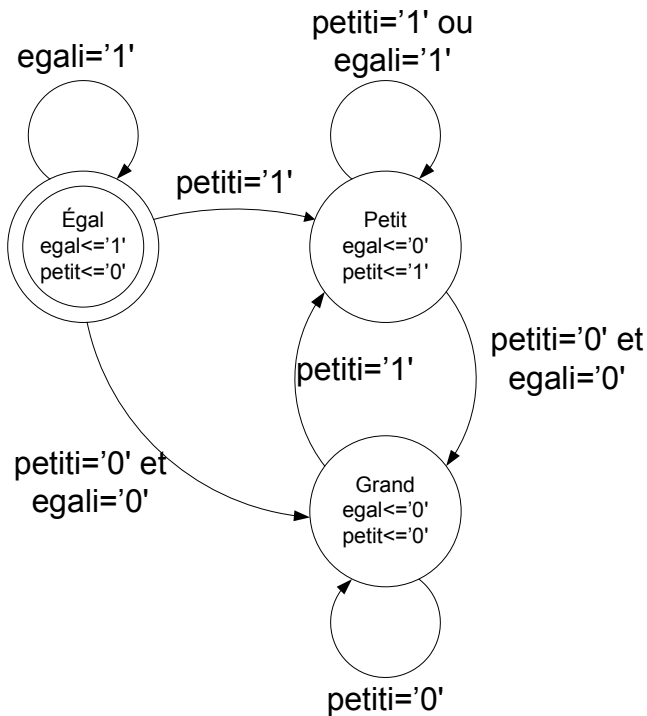 petiti='1' ou
egali='1'
egali='1'
petiti='1'
Égal
egal<='1'
petit<='0'
Petit
egal<='0'
petit<='1'
petiti='0' et
egali='0'
petiti='1'
petiti='0' et
egali='0'
Grand
egal<='0'
petit<='0'
petiti='0'